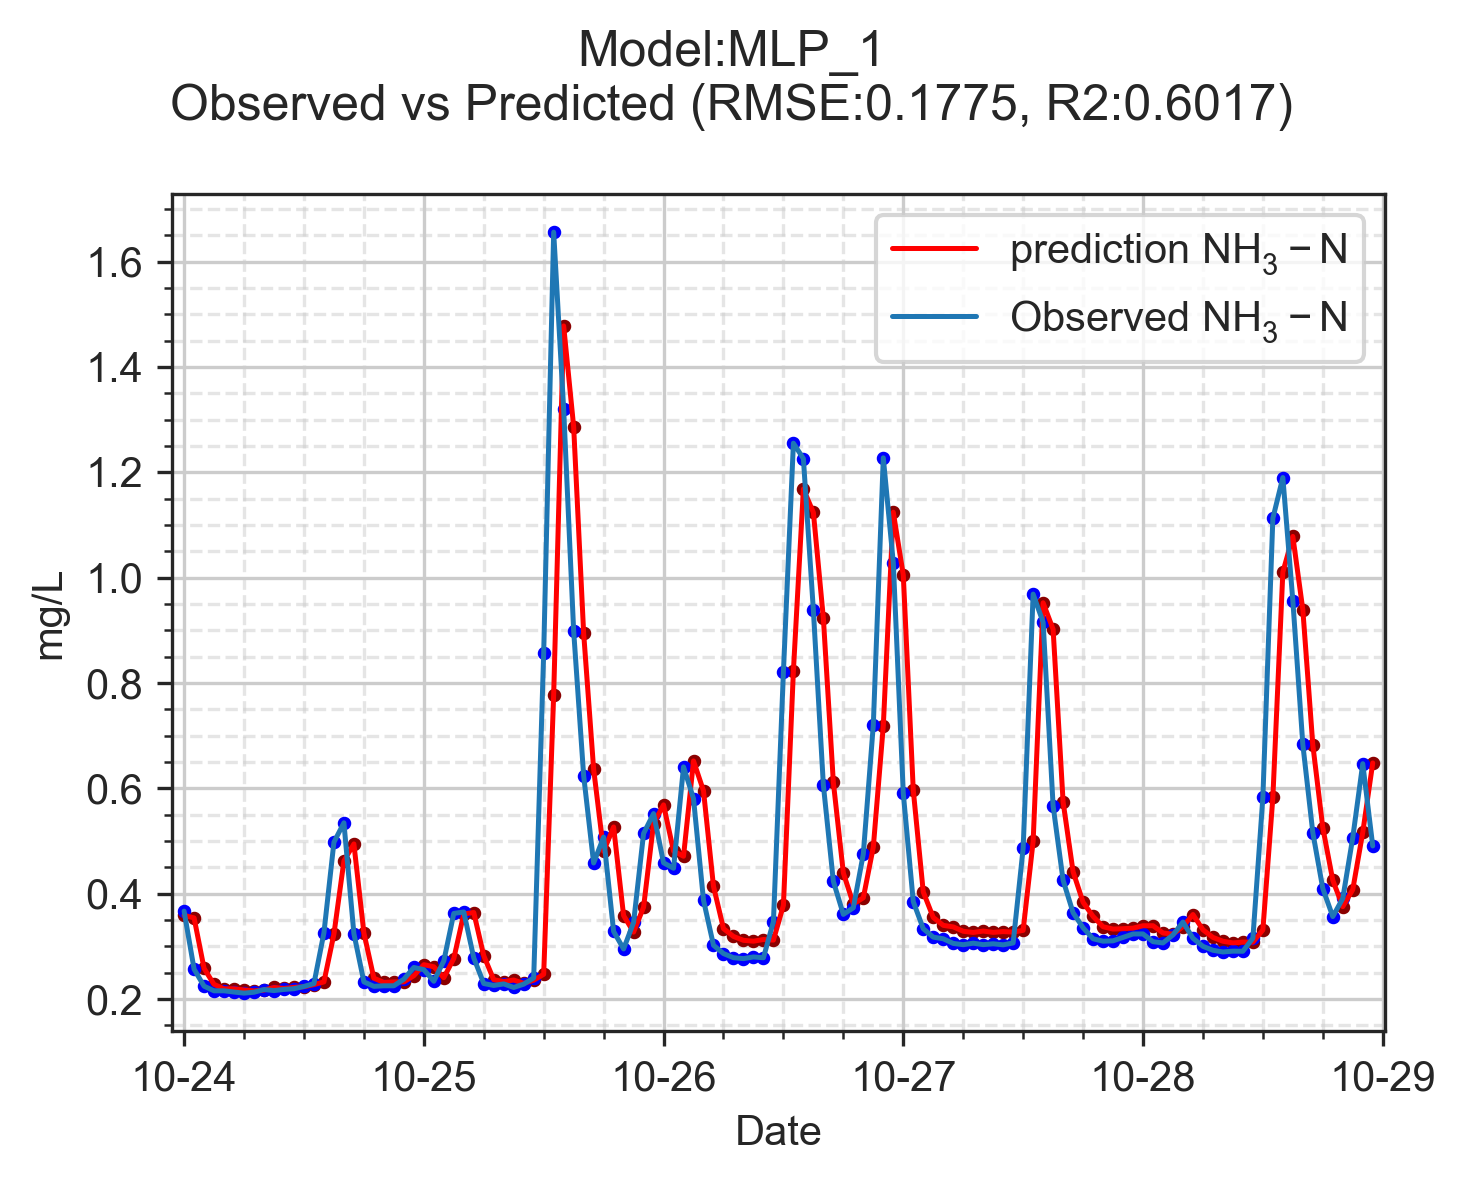 Model:MLP_1
Observed vs Predicted (RMSE:0.1775, R2:0.6017)
prediction NH₃ − N
Observed NH₃ − N
mg/L
1.6
1.4
1.2
1.0
0.8
0.6
0.4
0.2
10-24 10-25 10-26 10-27 10-28 10-29
Date